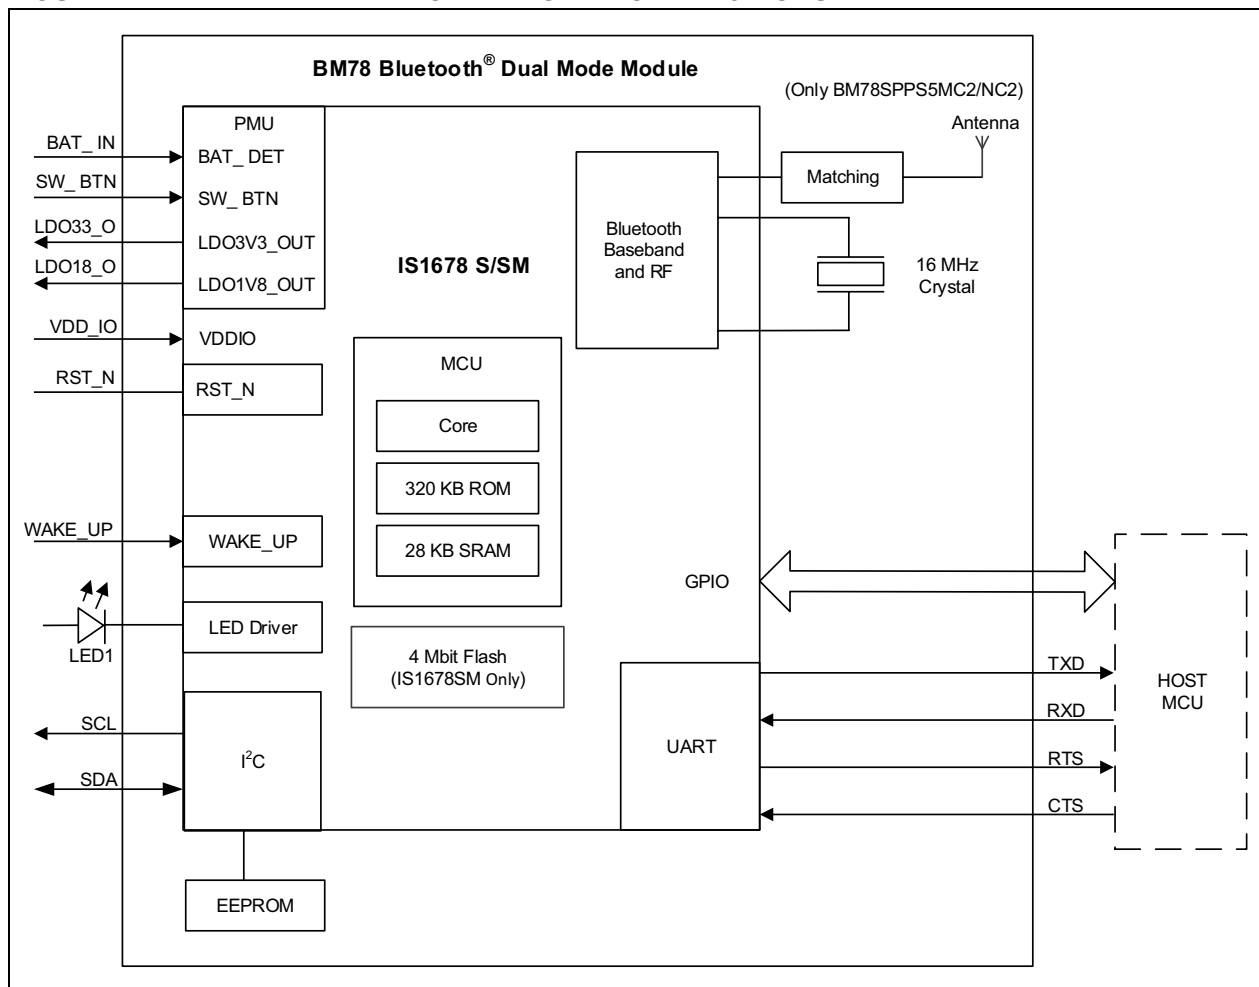 BM78 Bluetooth® Dual Mode Module
(Only BM78SPPS5MC2/NC2)
Antenna
PMU
BAT_ IN
BAT_ DET
SW_ BTN
SW_ BTN
LDO33_O
LDO3V3_OUT
LDO18_O
LDO1V8_OUT
VDD_IO
VDDIO
RST_N
RST_N
IS1678 S/SM
Bluetooth
Baseband
and RF
Matching
16 MHz
Crystal
MCU
Core
320 KB ROM
28 KB SRAM
WAKE_UP
WAKE_UP
LED1
LED Driver
4 Mbit Flash
(IS1678SM Only)
GPIO
SCL
SDA
I²C
EEPROM
UART
TXD
RXD
RTS
CTS
HOST
MCU